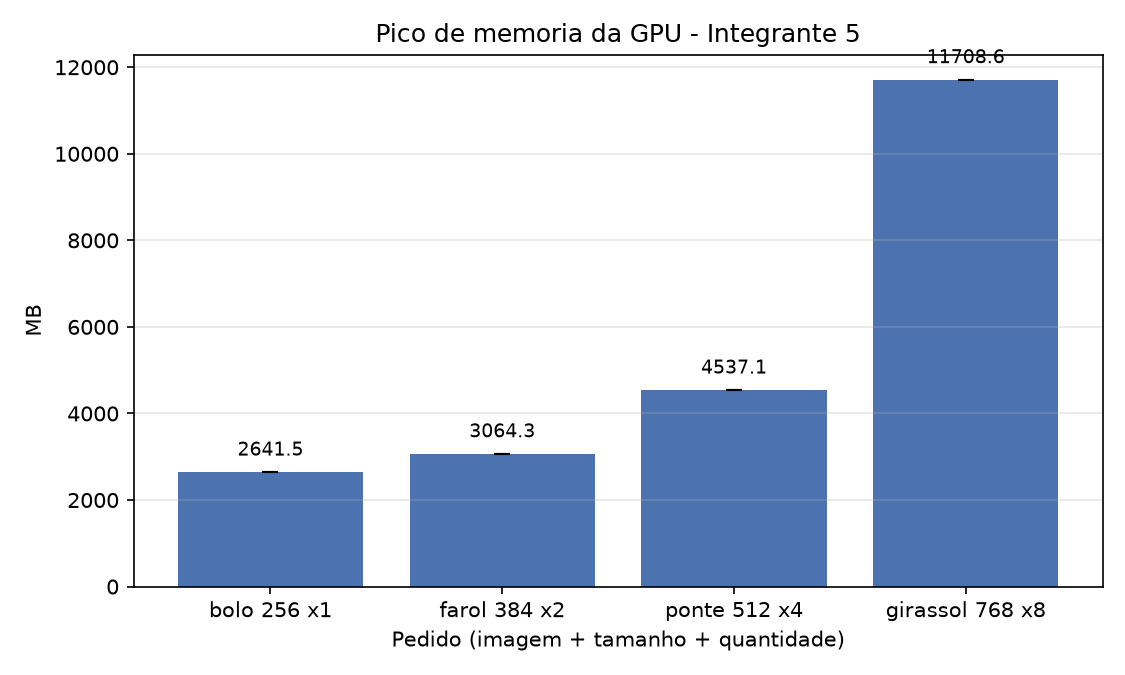 Pico de memoria da GPU - Integrante 5
11708.6
12000
10000
8000
MB
6000
4537.1
4000
3064.3
2641.5
2000
0
bolo 256 x1 farol 384 x2 ponte 512 x4 girassol 768 x8
Pedido (imagem + tamanho + quantidade)